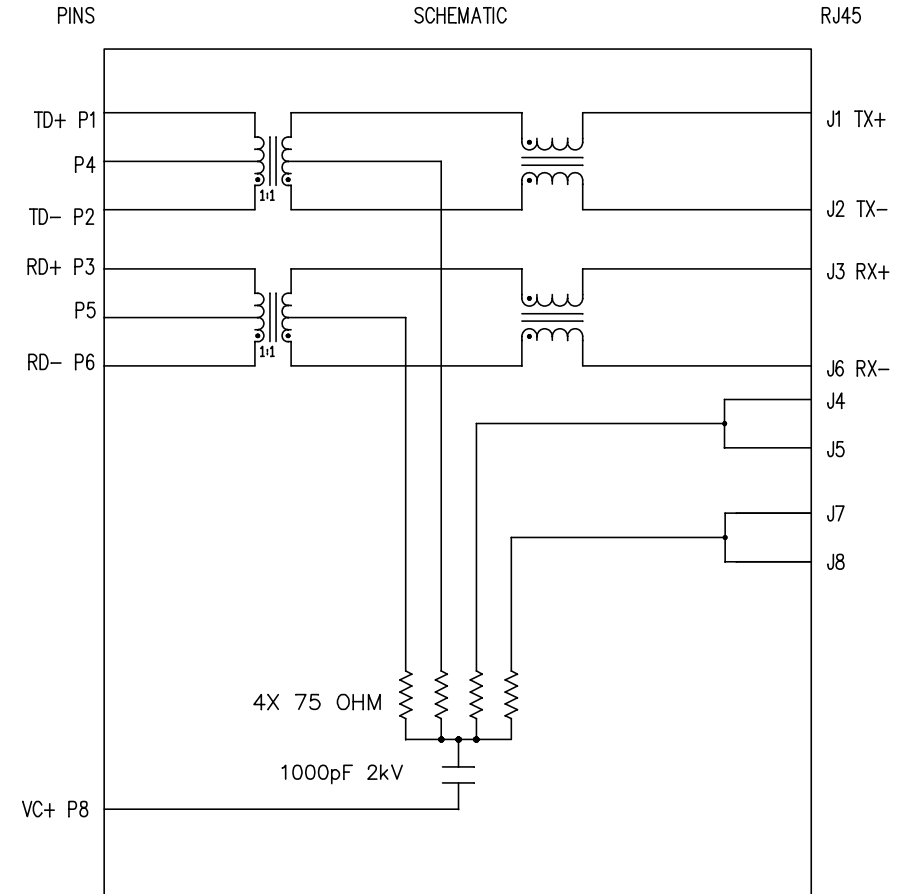 PINS SCHEMATIC RJ45
TD+ P1
P4
1:1
TD- P2
RD+ P3
P5
1:1
RD- P6
J1 TX+
J2 TX-
J3 RX+
J6 RX-
J4
J5
J7
J8
4X 75 OHM
1000pF 2kV
VC+ P8